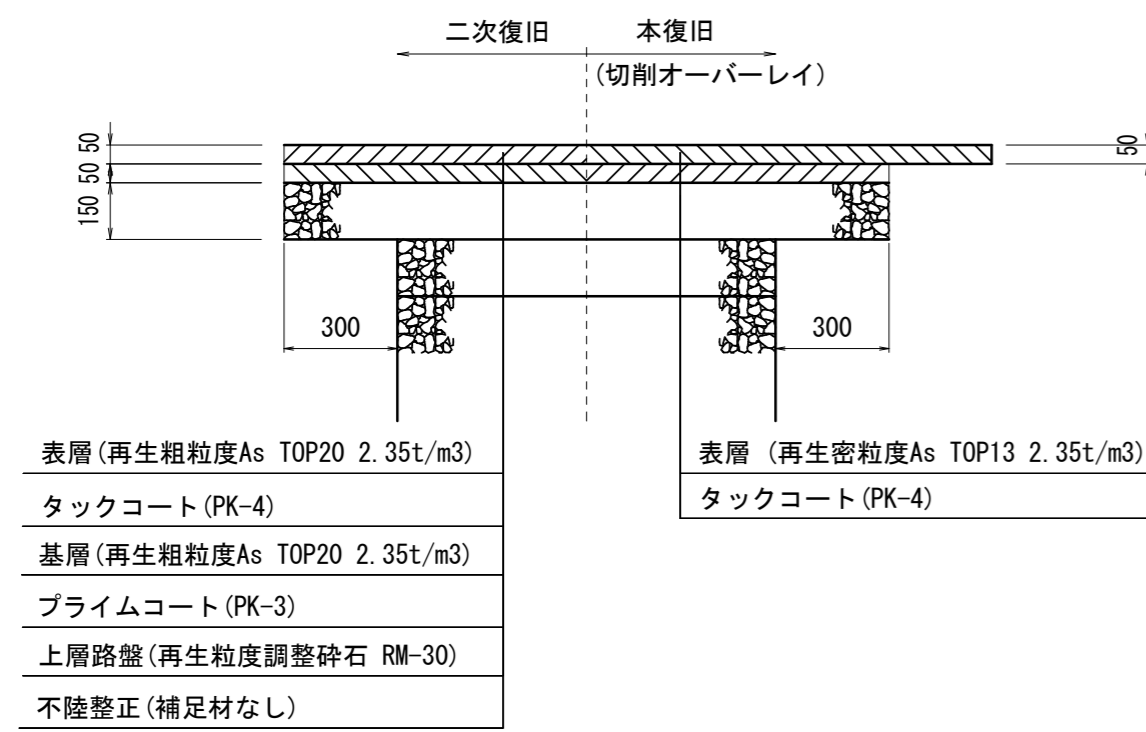 二次復旧
本復旧
(切削オーバーレイ)
50
50
150
50
300
300
表層(再生粗粒度As TOP20 2.35t/m3)
タックコート(PK-4)
基層(再生粗粒度As TOP20 2.35t/m3)
プライムコート(PK-3)
上層路盤(再生粒度調整砕石 RM-30)
不陸整正(補足材なし)
表層 (再生密粒度As TOP13 2.35t/m3)
タックコート(PK-4)